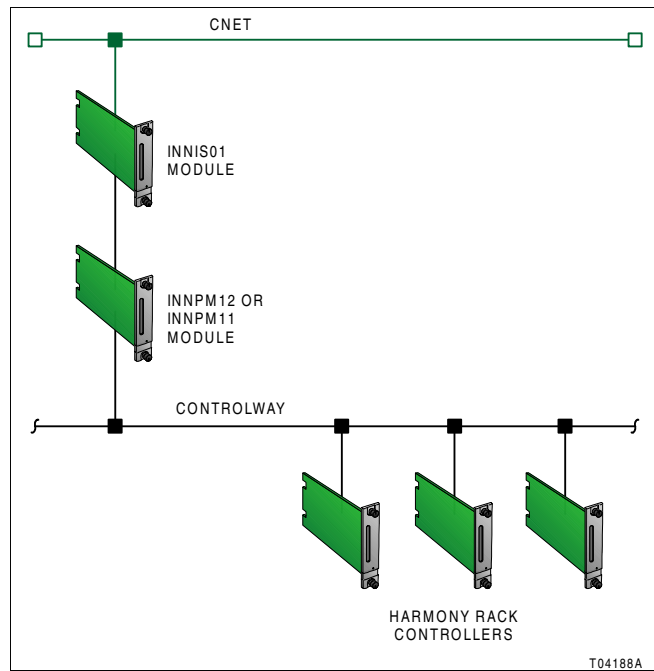 CNET
INNIS01
MODULE
INNPM12 OR
INNPM11
MODULE
CONTROLWAY
HARMONY RACK
CONTROLLERS
T04188A